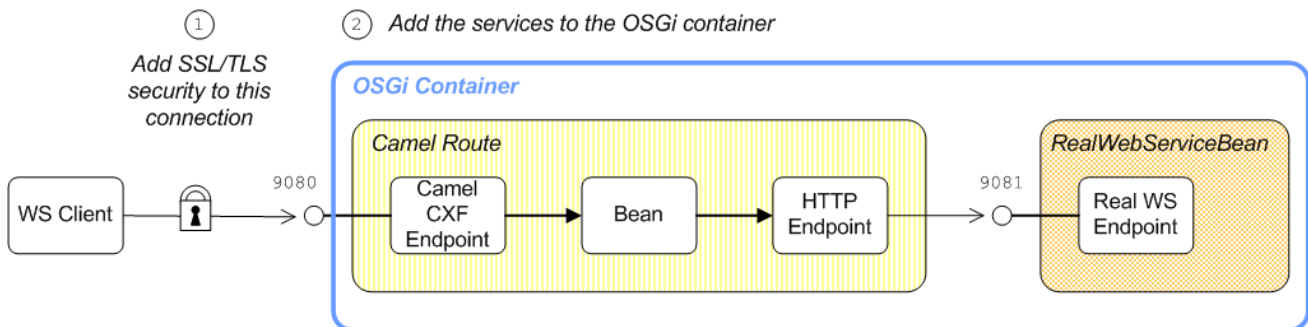 1
2 Add the services to the OSGi container
Add SSL/TLS
security to this
connection
OSGi Container
Camel Route
RealWebServiceBean
WS Client
9080
Camel
CXF
Endpoint
Bean
HTTP
Endpoint
9081
Real WS
Endpoint